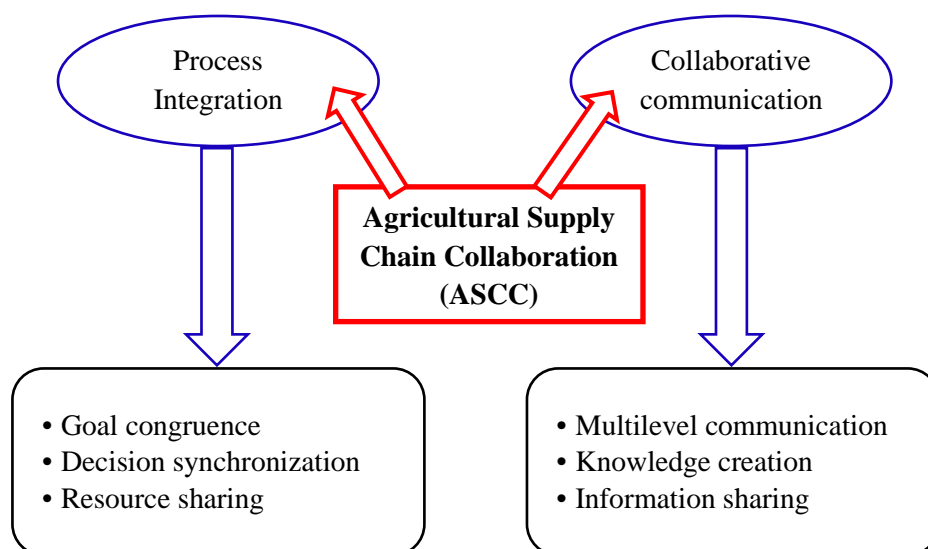 Process
Integration
Collaborative
communication
Agricultural Supply
Chain Collaboration
(ASCC)
• Goal congruence
• Decision synchronization
• Resource sharing
• Multilevel communication
• Knowledge creation
• Information sharing